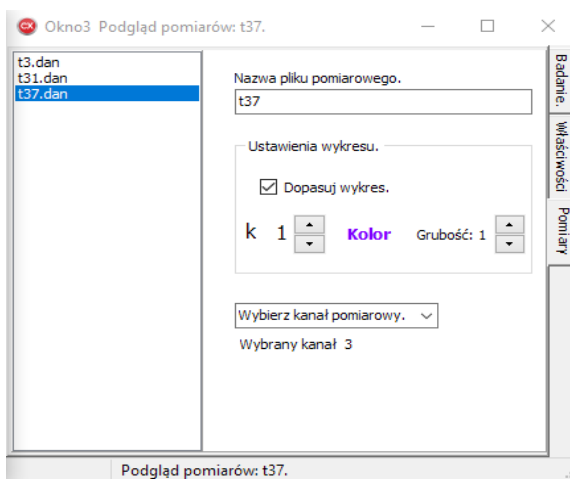 Okno3 Podgląd pomiarów: t37.
t3.dan
t31.dan
t37.dan
Nazwa pliku pomiarowego.
t37
Ustawienia wykresu.
Dopasuj wykres.
k 1 Kolor Grubość: 1
Wybierz kanał pomiarowy.
Wybrany kanał 3
Badanie.
Właściwości
Pomiary
Podgląd pomiarów: t37.